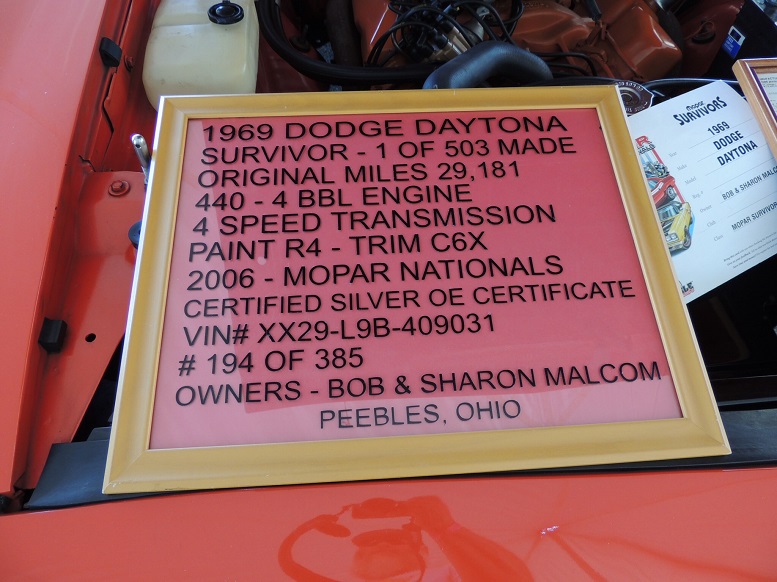 1969 DODGE DAYTONA
SURVIVOR - 1 OF 503 MADE
ORIGINAL MILES 29,181
440 - 4 BBL ENGINE
4 SPEED TRANSMISSION
PAINT R4 - TRIM C6X
2006 - MOPAR NATIONALS
CERTIFIED SILVER OE CERTIFICATE
VIN# XX29-L9B-409031
# 194 OF 385
OWNERS - BOB & SHARON MALCOM
PEEBLES, OHIO
SURVIVORS
1969
DODGE
DAYTONA
BOB & SHARON MALCO
MOPAR SURVIVOR